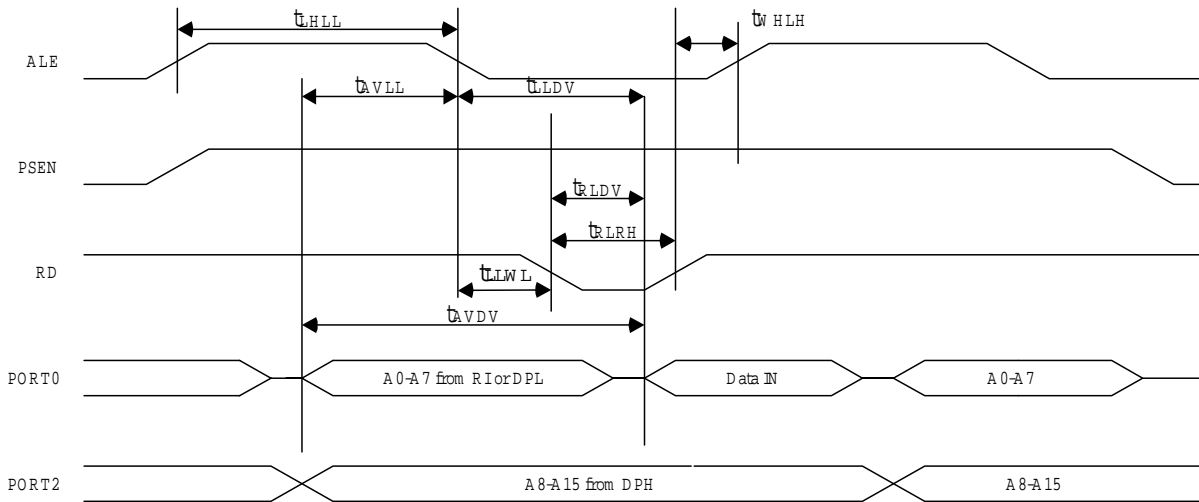 tLHLL
tWHLH
ALE
tAVLL
tLLDV
PSEN
tRLDV
tRLRH
RD
tLLWL
tAVDV
PORT0
A0-A7 from RI or DPL
Data IN
A0-A7
PORT2
A8-A15 from DPH
A8-A15